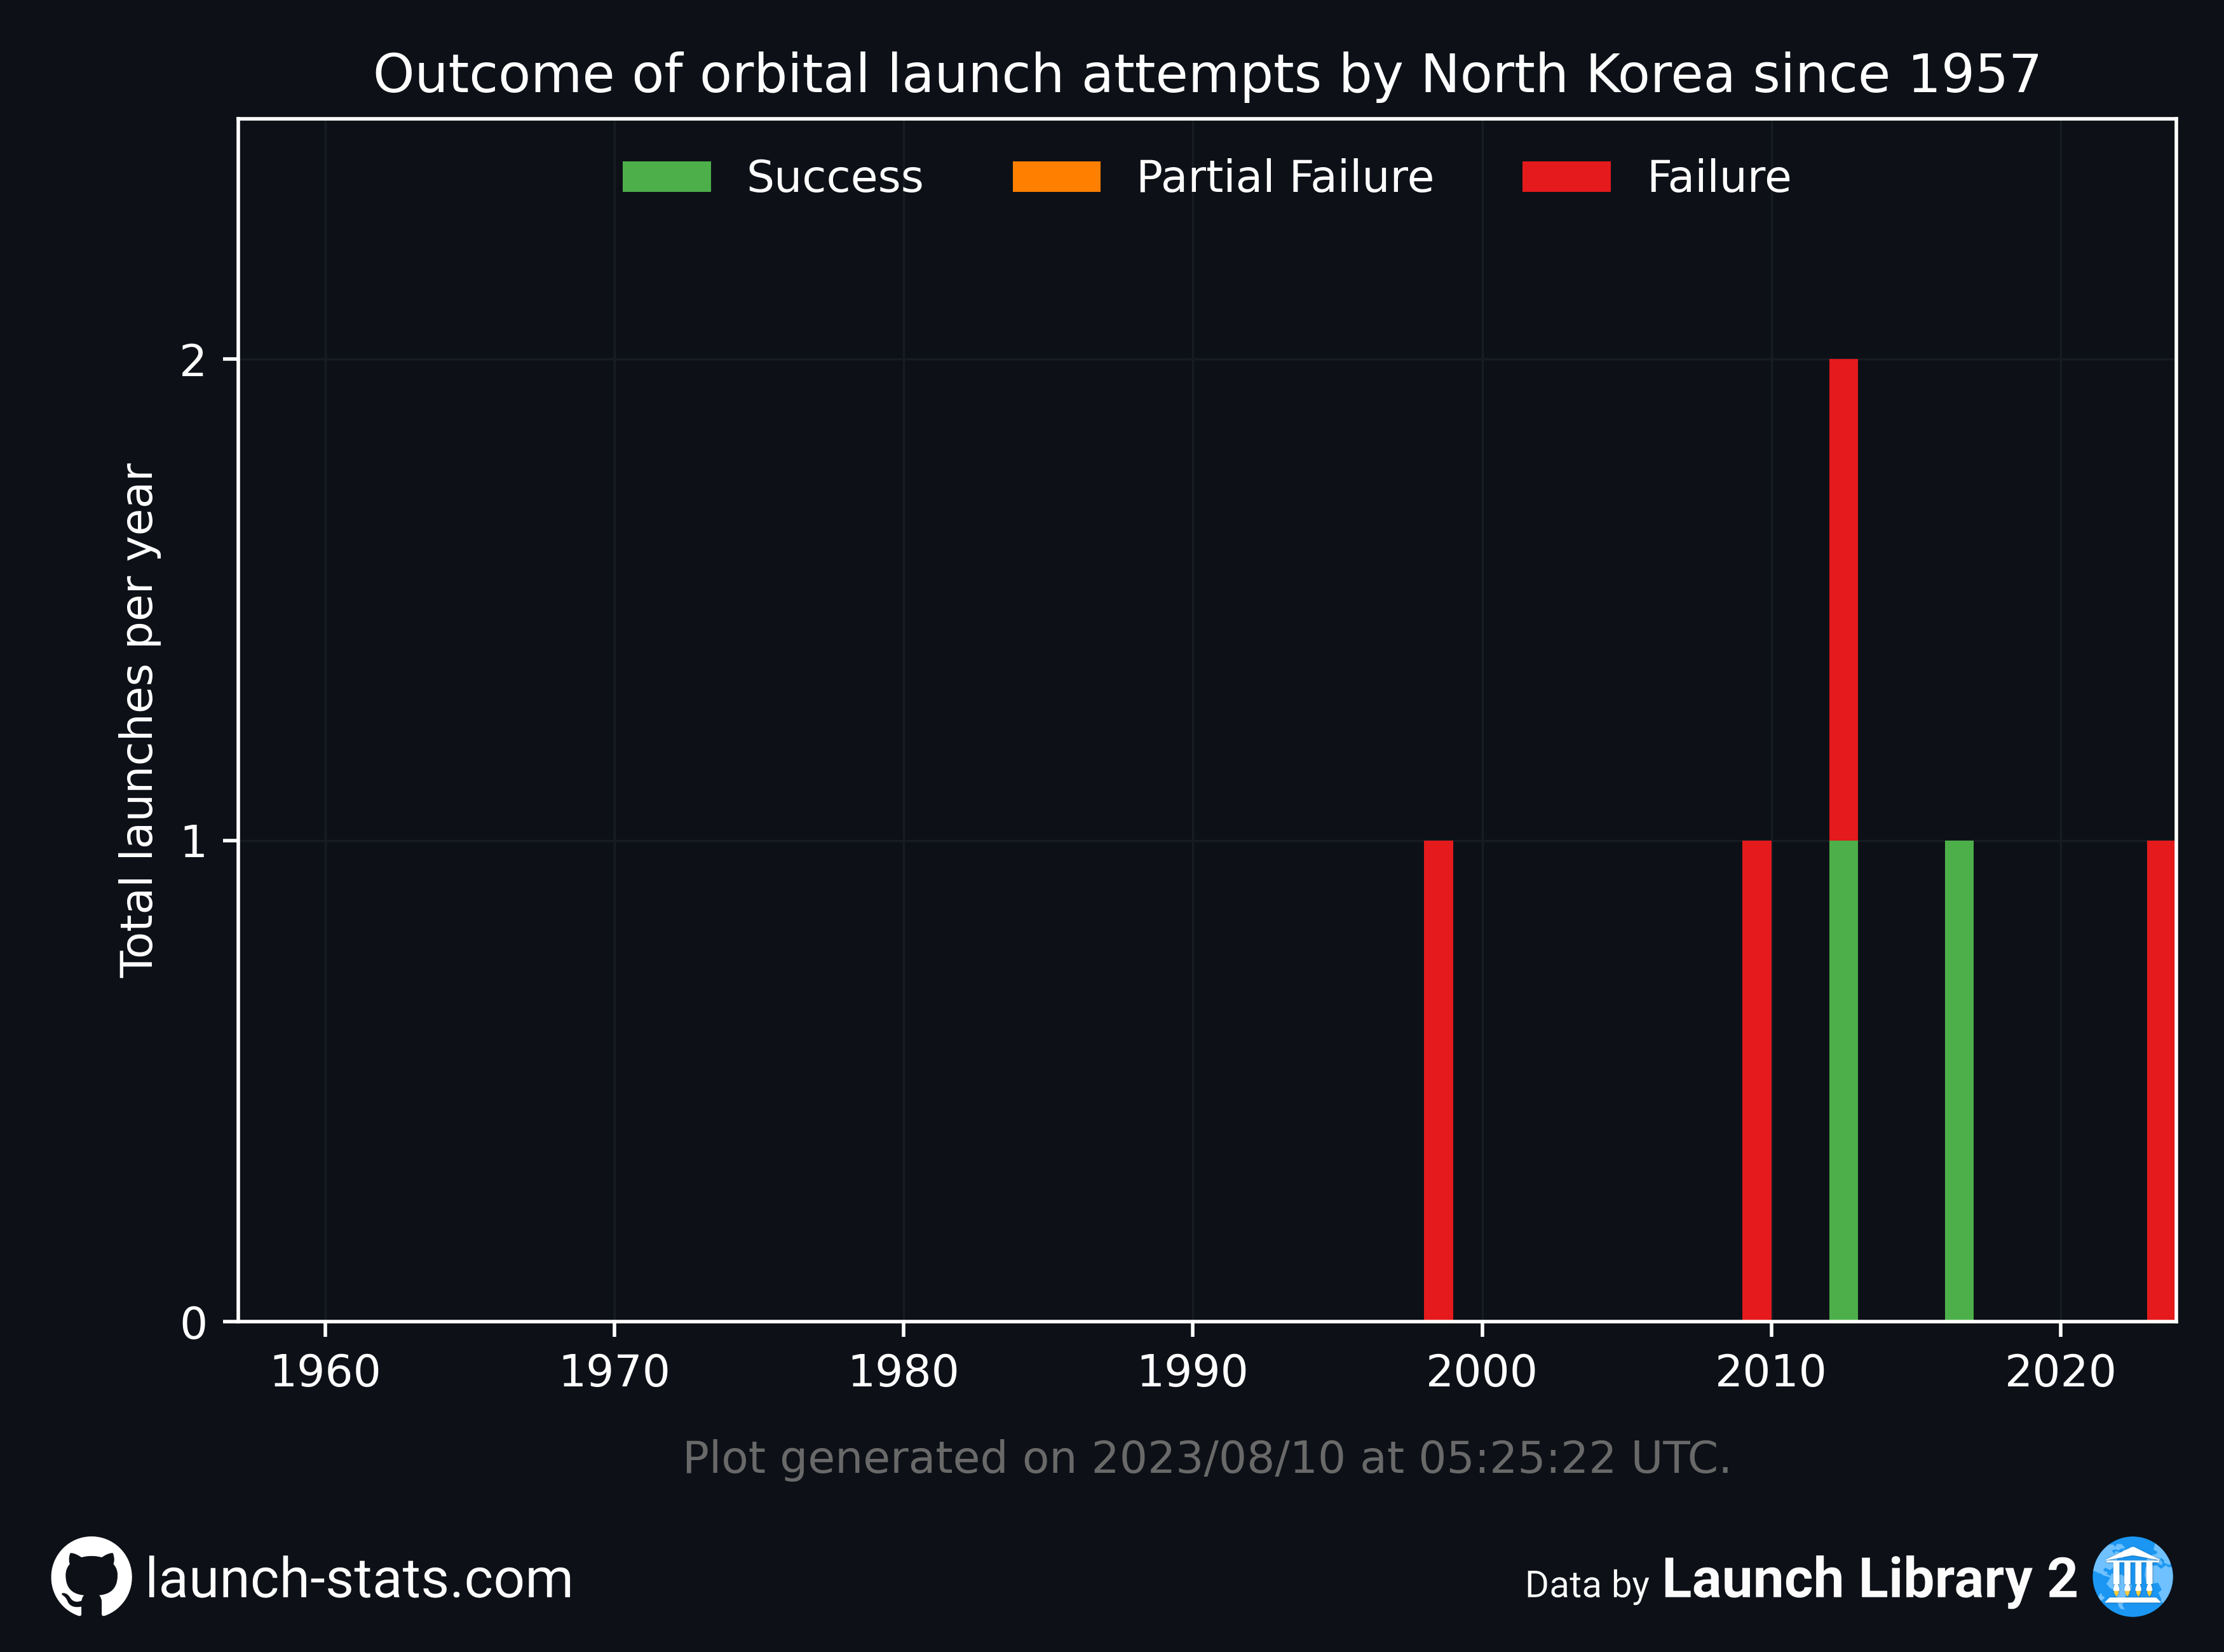 Outcome of orbital launch attempts by North Korea since 1957
Success Partial Failure Failure
Total launches per year
2
1
0
1960 1970 1980 1990 2000 2010 2020
Plot generated on 2023/08/10 at 05:25:22 UTC.
launch-stats.com
Data by Launch Library 2